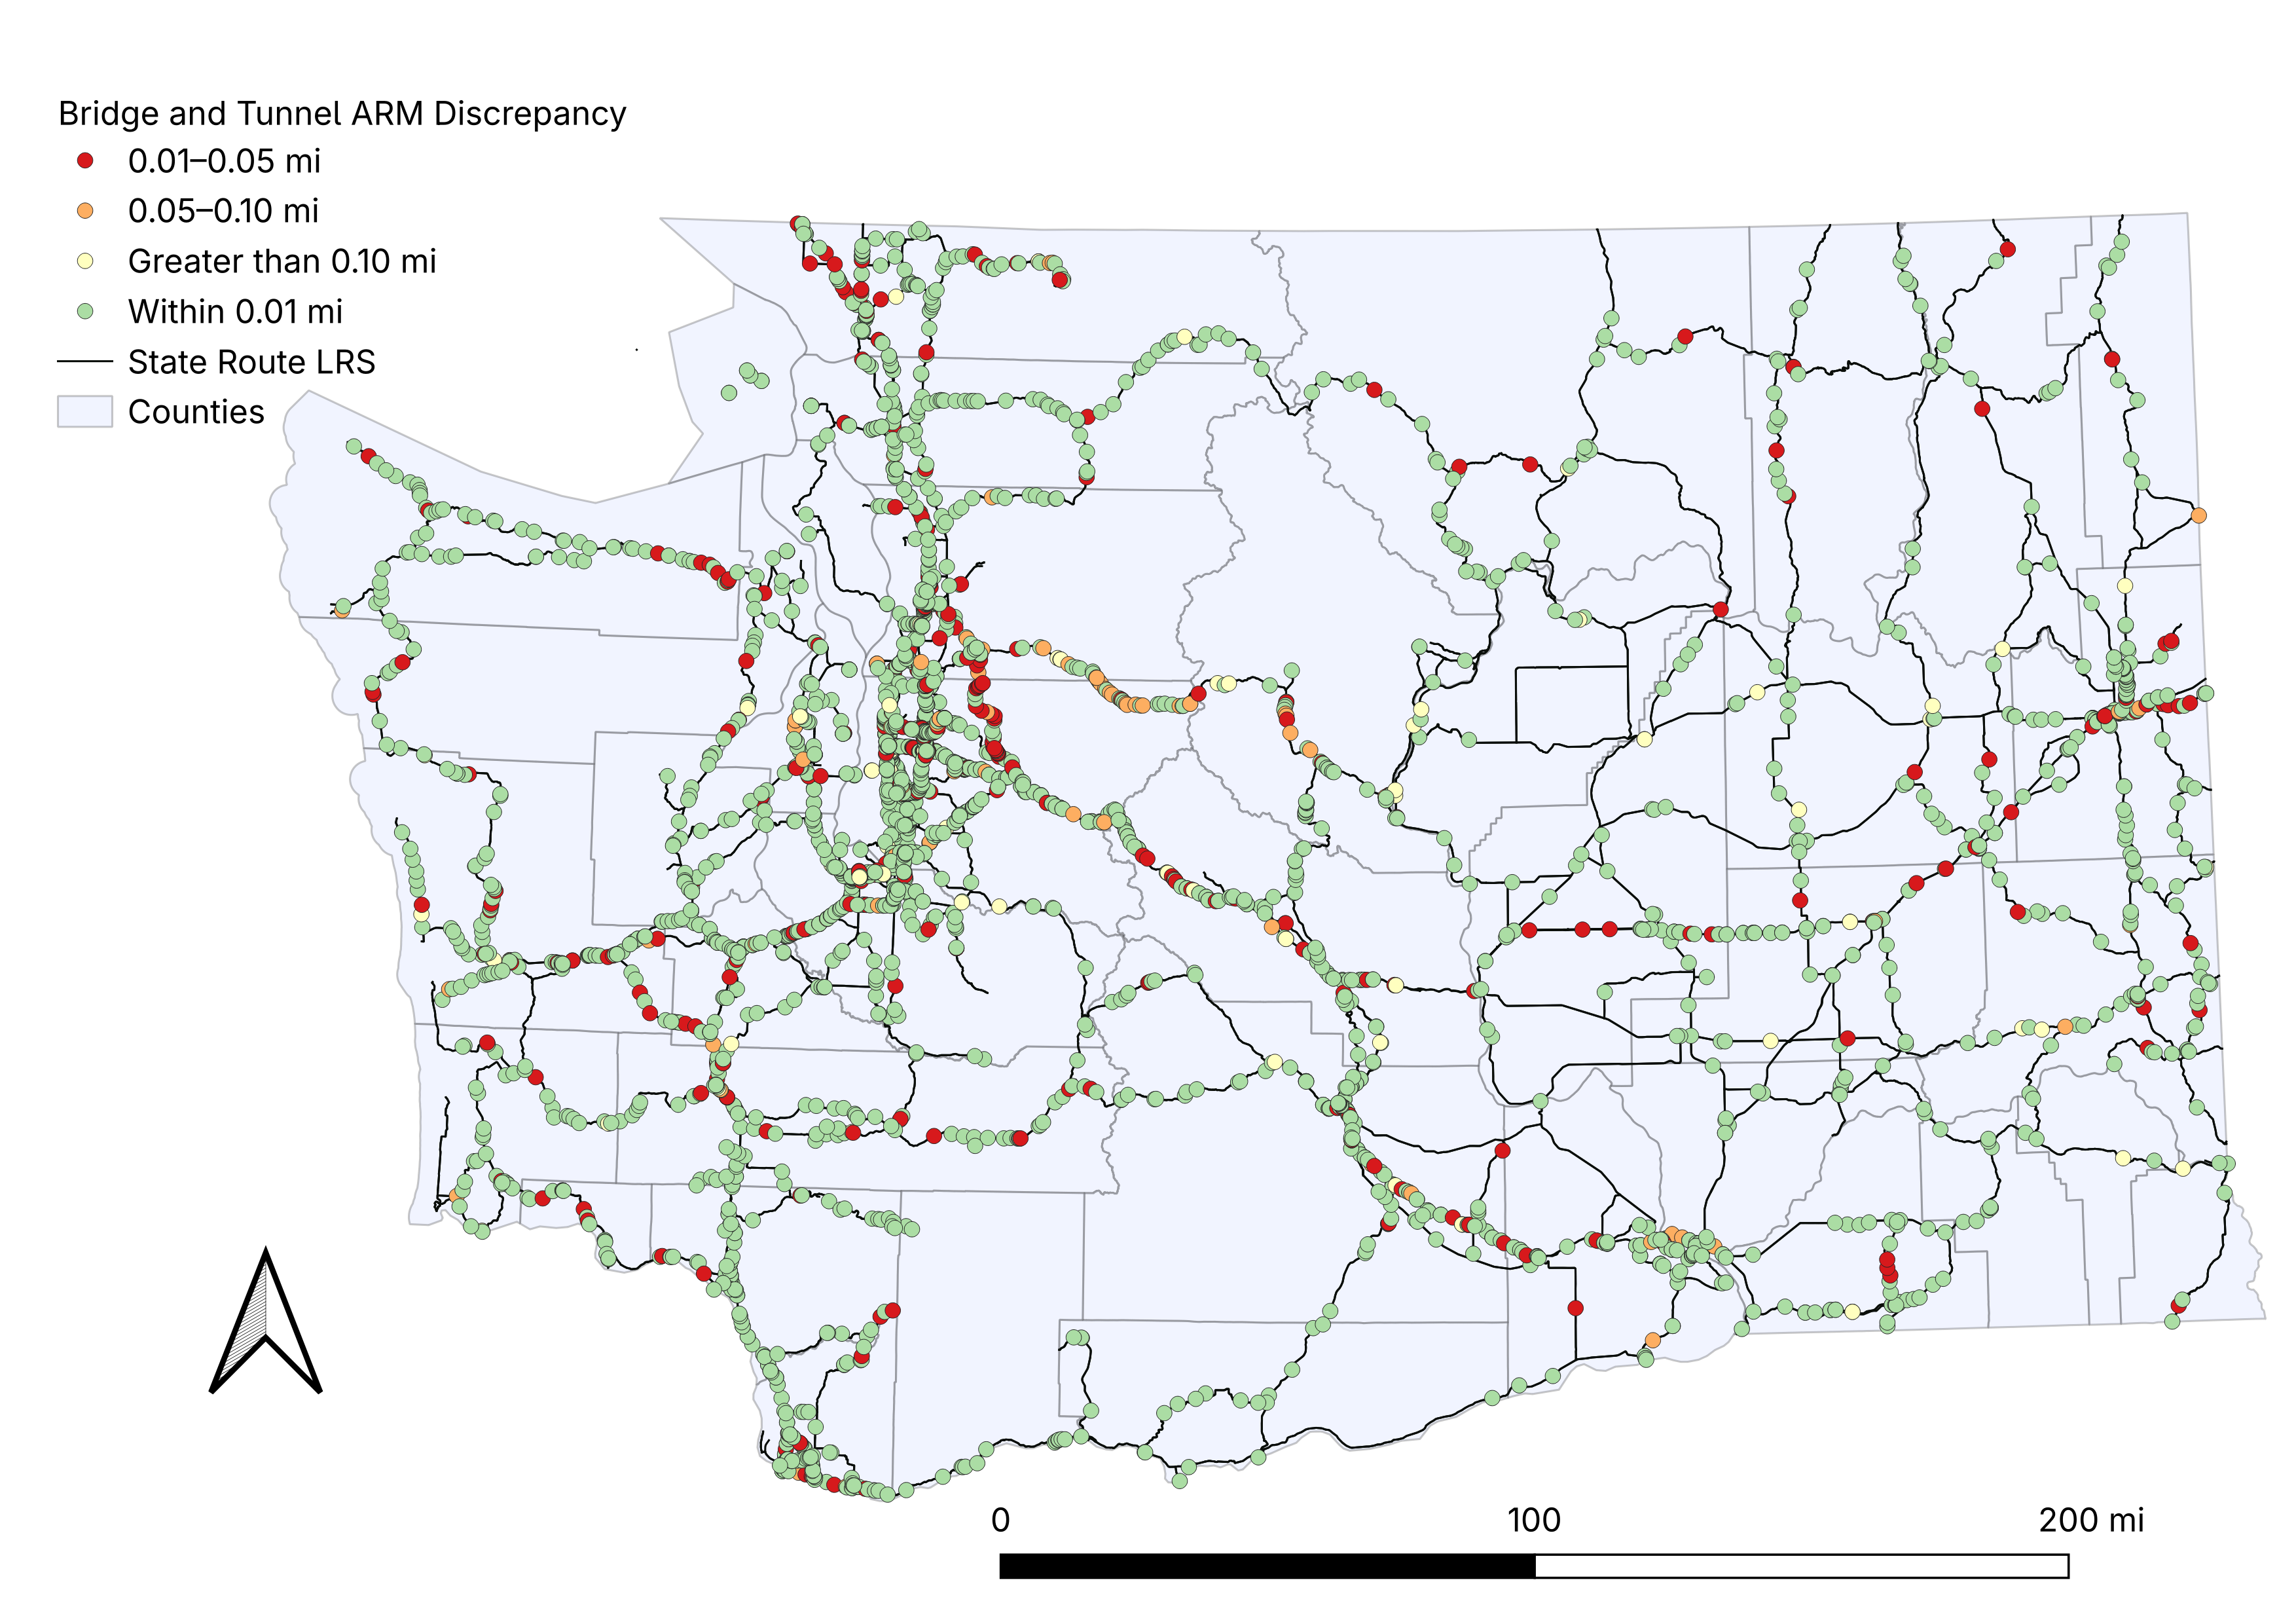 Bridge and Tunnel ARM Discrepancy
0.01–0.05 mi
0.05–0.10 mi
Greater than 0.10 mi
Within 0.01 mi
State Route LRS
Counties
0 100 200 mi